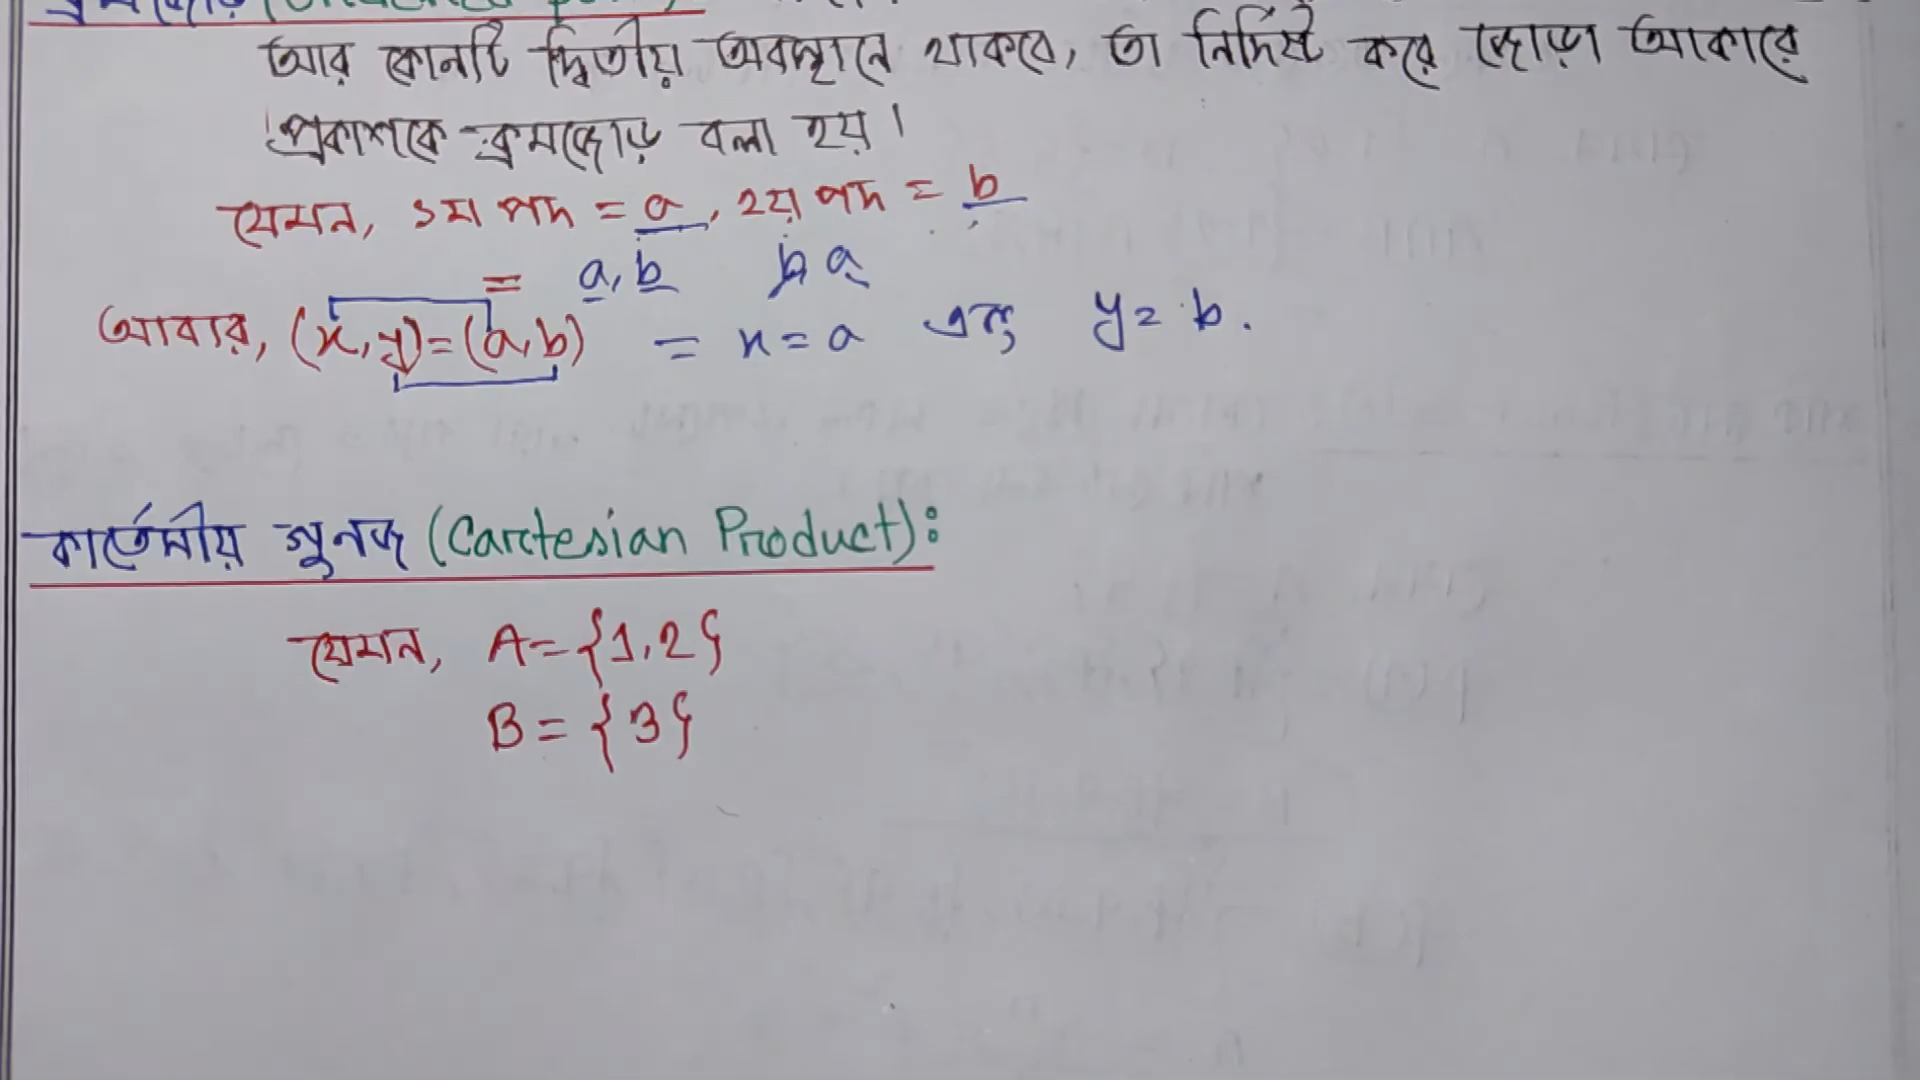 আর কোনটি দ্বিতীয় অবস্থানে থাকবে, তা নির্দিষ্ট করে জোড়া আকারে
প্রকাশকে ক্রমজোড় বলা হয়।
যেমন, ১ম পদ = a, ২য় পদ = b
= a, b b a
আবার, (x, y) = (a, b) = x = a এবং y = b.
কার্তেসীয় গুনজ (Cartesian Product):
যেমন, A = {1, 2}
B = {3}